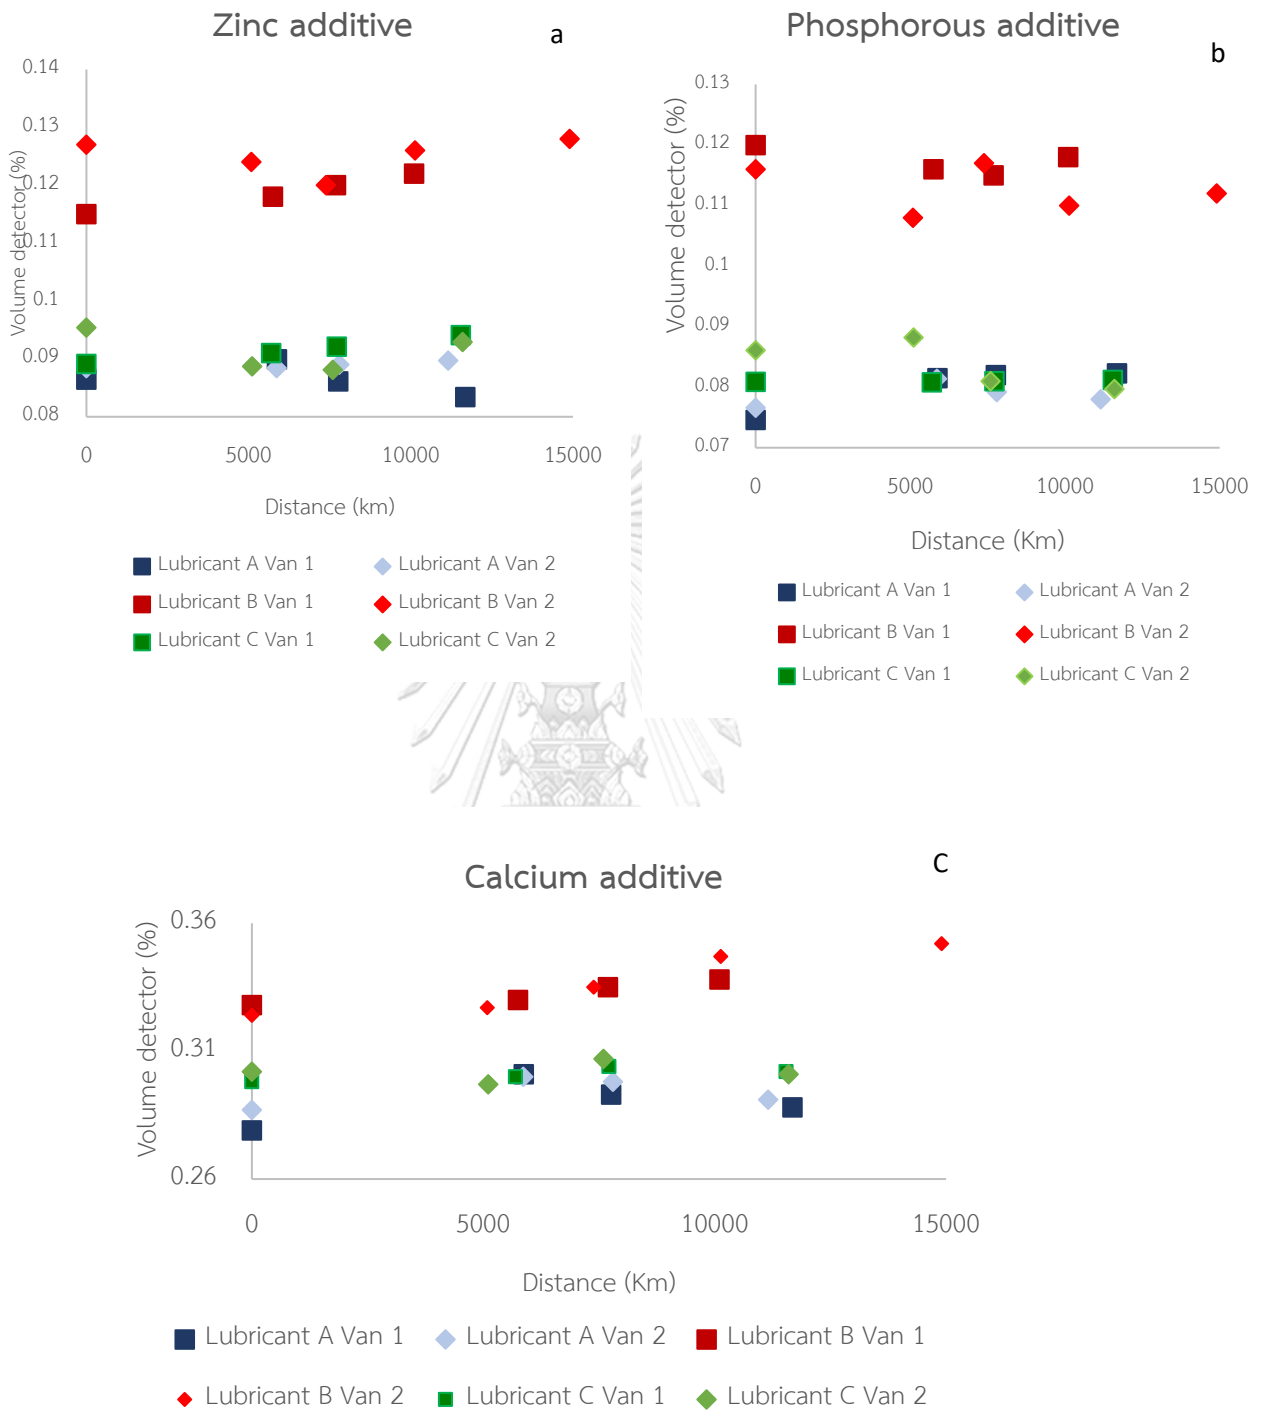 Zinc additive
a
Volume detector (%)
0.14
0.13
0.12
0.11
0.1
0.09
0.08
0 5000 10000 15000
Distance (km)
Lubricant A Van 1 Lubricant A Van 2
Lubricant B Van 1 Lubricant B Van 2
Lubricant C Van 1 Lubricant C Van 2
Phosphorous additive
b
Volume detector (%)
0.13
0.12
0.11
0.1
0.09
0.08
0.07
0 5000 10000 15000
Distance (Km)
Lubricant A Van 1 Lubricant A Van 2
Lubricant B Van 1 Lubricant B Van 2
Lubricant C Van 1 Lubricant C Van 2
Calcium additive
C
Volume detector (%)
0.36
0.31
0.26
0 5000 10000 15000
Distance (Km)
Lubricant A Van 1 Lubricant A Van 2 Lubricant B Van 1
Lubricant B Van 2 Lubricant C Van 1 Lubricant C Van 2